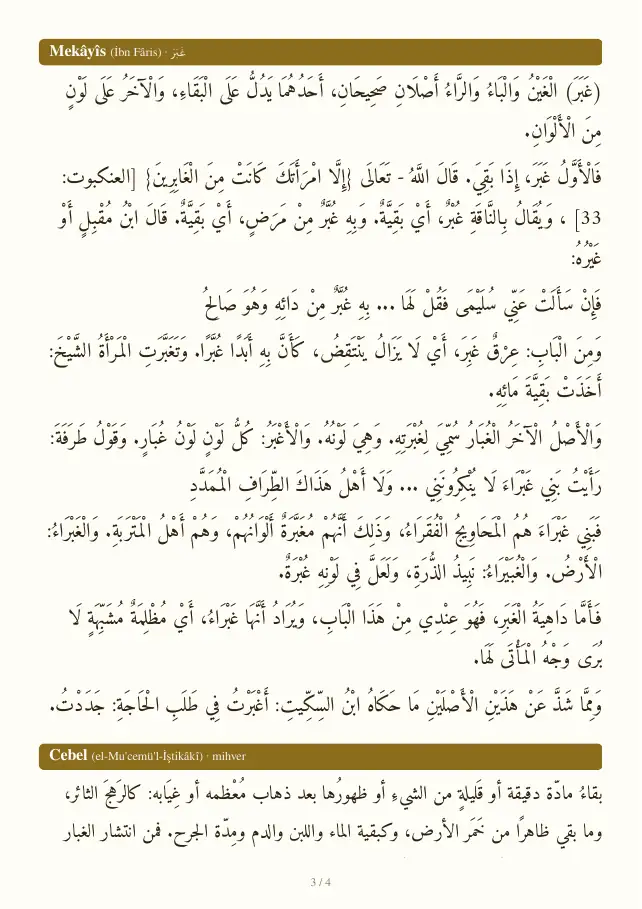 Mekâyîs (İbn Fâris) · غَبَرَ
(غَبَرَ) الْغَيْنُ وَالْبَاءُ وَالرَّاءُ أَصْلَانِ صَحِيحَانِ، أَحَدُهُمَا يَدُلُّ عَلَى الْبَقَاءِ، وَالْآخَرُ عَلَى لَوْنٍ
مِنَ الْأَلْوَانِ.
فَالْأَوَّلُ غَبَرَ، إِذَا بَقِيَ. قَالَ اللَّهُ - تَعَالَى {إِلَّا امْرَأَتَكَ كَانَتْ مِنَ الْغَابِرِينَ} [العنكبوت:
33] ، وَيُقَالُ بِالنَّاقَةِ غُبْرٌ، أَيْ بَقِيَّةٌ. وَبِهِ غُبَّرٌ مِنْ مَرَضٍ، أَيْ بَقِيَّةٌ. قَالَ ابْنُ مُقْبِلٍ أَوْ
غَيْرُهُ:
فَإِنْ سَأَلَتْ عَنِّي سُلَيْمَى فَقُلْ لَهَا ... بِهِ غُبَّرٌ مِنْ دَائِهِ وَهُوَ صَالِحُ
وَمِنَ الْبَابِ: عِرْقٌ غَبِرَ، أَيْ لَا يَزَالُ يَنْتَقِضُ، كَأَنَّ بِهِ أَبَدًا غُبَّرًا. وَتَغَبَّرَتِ الْمَرْأَةُ الشَّيْخَ:
أَخَذَتْ بَقِيَّةَ مَائِهِ.
وَالْأَصْلُ الْآخَرُ الْغُبَارُ سُمِّيَ لِغُبْرَتِهِ. وَهِيَ لَوْنُهُ. وَالْأَغْبَرُ: كُلُّ لَوْنٍ لَوْنُ غُبَارٍ. وَقَوْلُ طَرَفَةَ:
رَأَيْتُ بَنِي غَبْرَاءَ لَا يُنْكِرُونَنِي ... وَلَا أَهْلُ هَذَاكَ الطِّرَافِ الْمُمَدَّدِ
فَبَنِي غَبْرَاءَ هُمُ الْمَحَاوِيجُ الْفُقَرَاءُ، وَذَلِكَ أَنَّهُمْ مُغَبَّرَةٌ أَلْوَانُهُمْ، وَهُمْ أَهْلُ الْمَتْرَبَةِ. وَالْغَبْرَاءُ:
الْأَرْضُ. وَالْغُبَيْرَاءُ: نَبِيذُ الذُّرَةِ، وَلَعَلَّ فِي لَوْنِهِ غُبْرَةٌ.
فَأَمَّا دَاهِيَةُ الْغَبَرِ، فَهُوَ عِنْدِي مِنْ هَذَا الْبَابِ، وَيُرَادُ أَنَّهَا غَبْرَاءُ، أَيْ مُظْلِمَةٌ مُشَبِّهَةٍ لَا
يُرَى وَجْهُ الْمَأْتَى لَهَا.
وَمِمَّا شَذَّ عَنْ هَذَيْنِ الْأَصْلَيْنِ مَا حَكَاهُ ابْنُ السِّكِّيتِ: أَغْبَرْتُ فِي طَلَبِ الْحَاجَةِ: جَدَدْتُ.
Cebel (el-Mu'cemü'l-İştikâkî) · mihver
بقاءُ مادّة دقيقة أو قَليلةٍ من الشيءِ أو ظهورُها بعد ذهاب مُعْظمه أو غِيَابه: كالرَهجَ الثائر،
وما بقي ظاهرًا من خَمَر الأرض، وكبقية الماء واللبن والدم ومِدّة الجرح. فمن انتشار الغبار
3 / 4